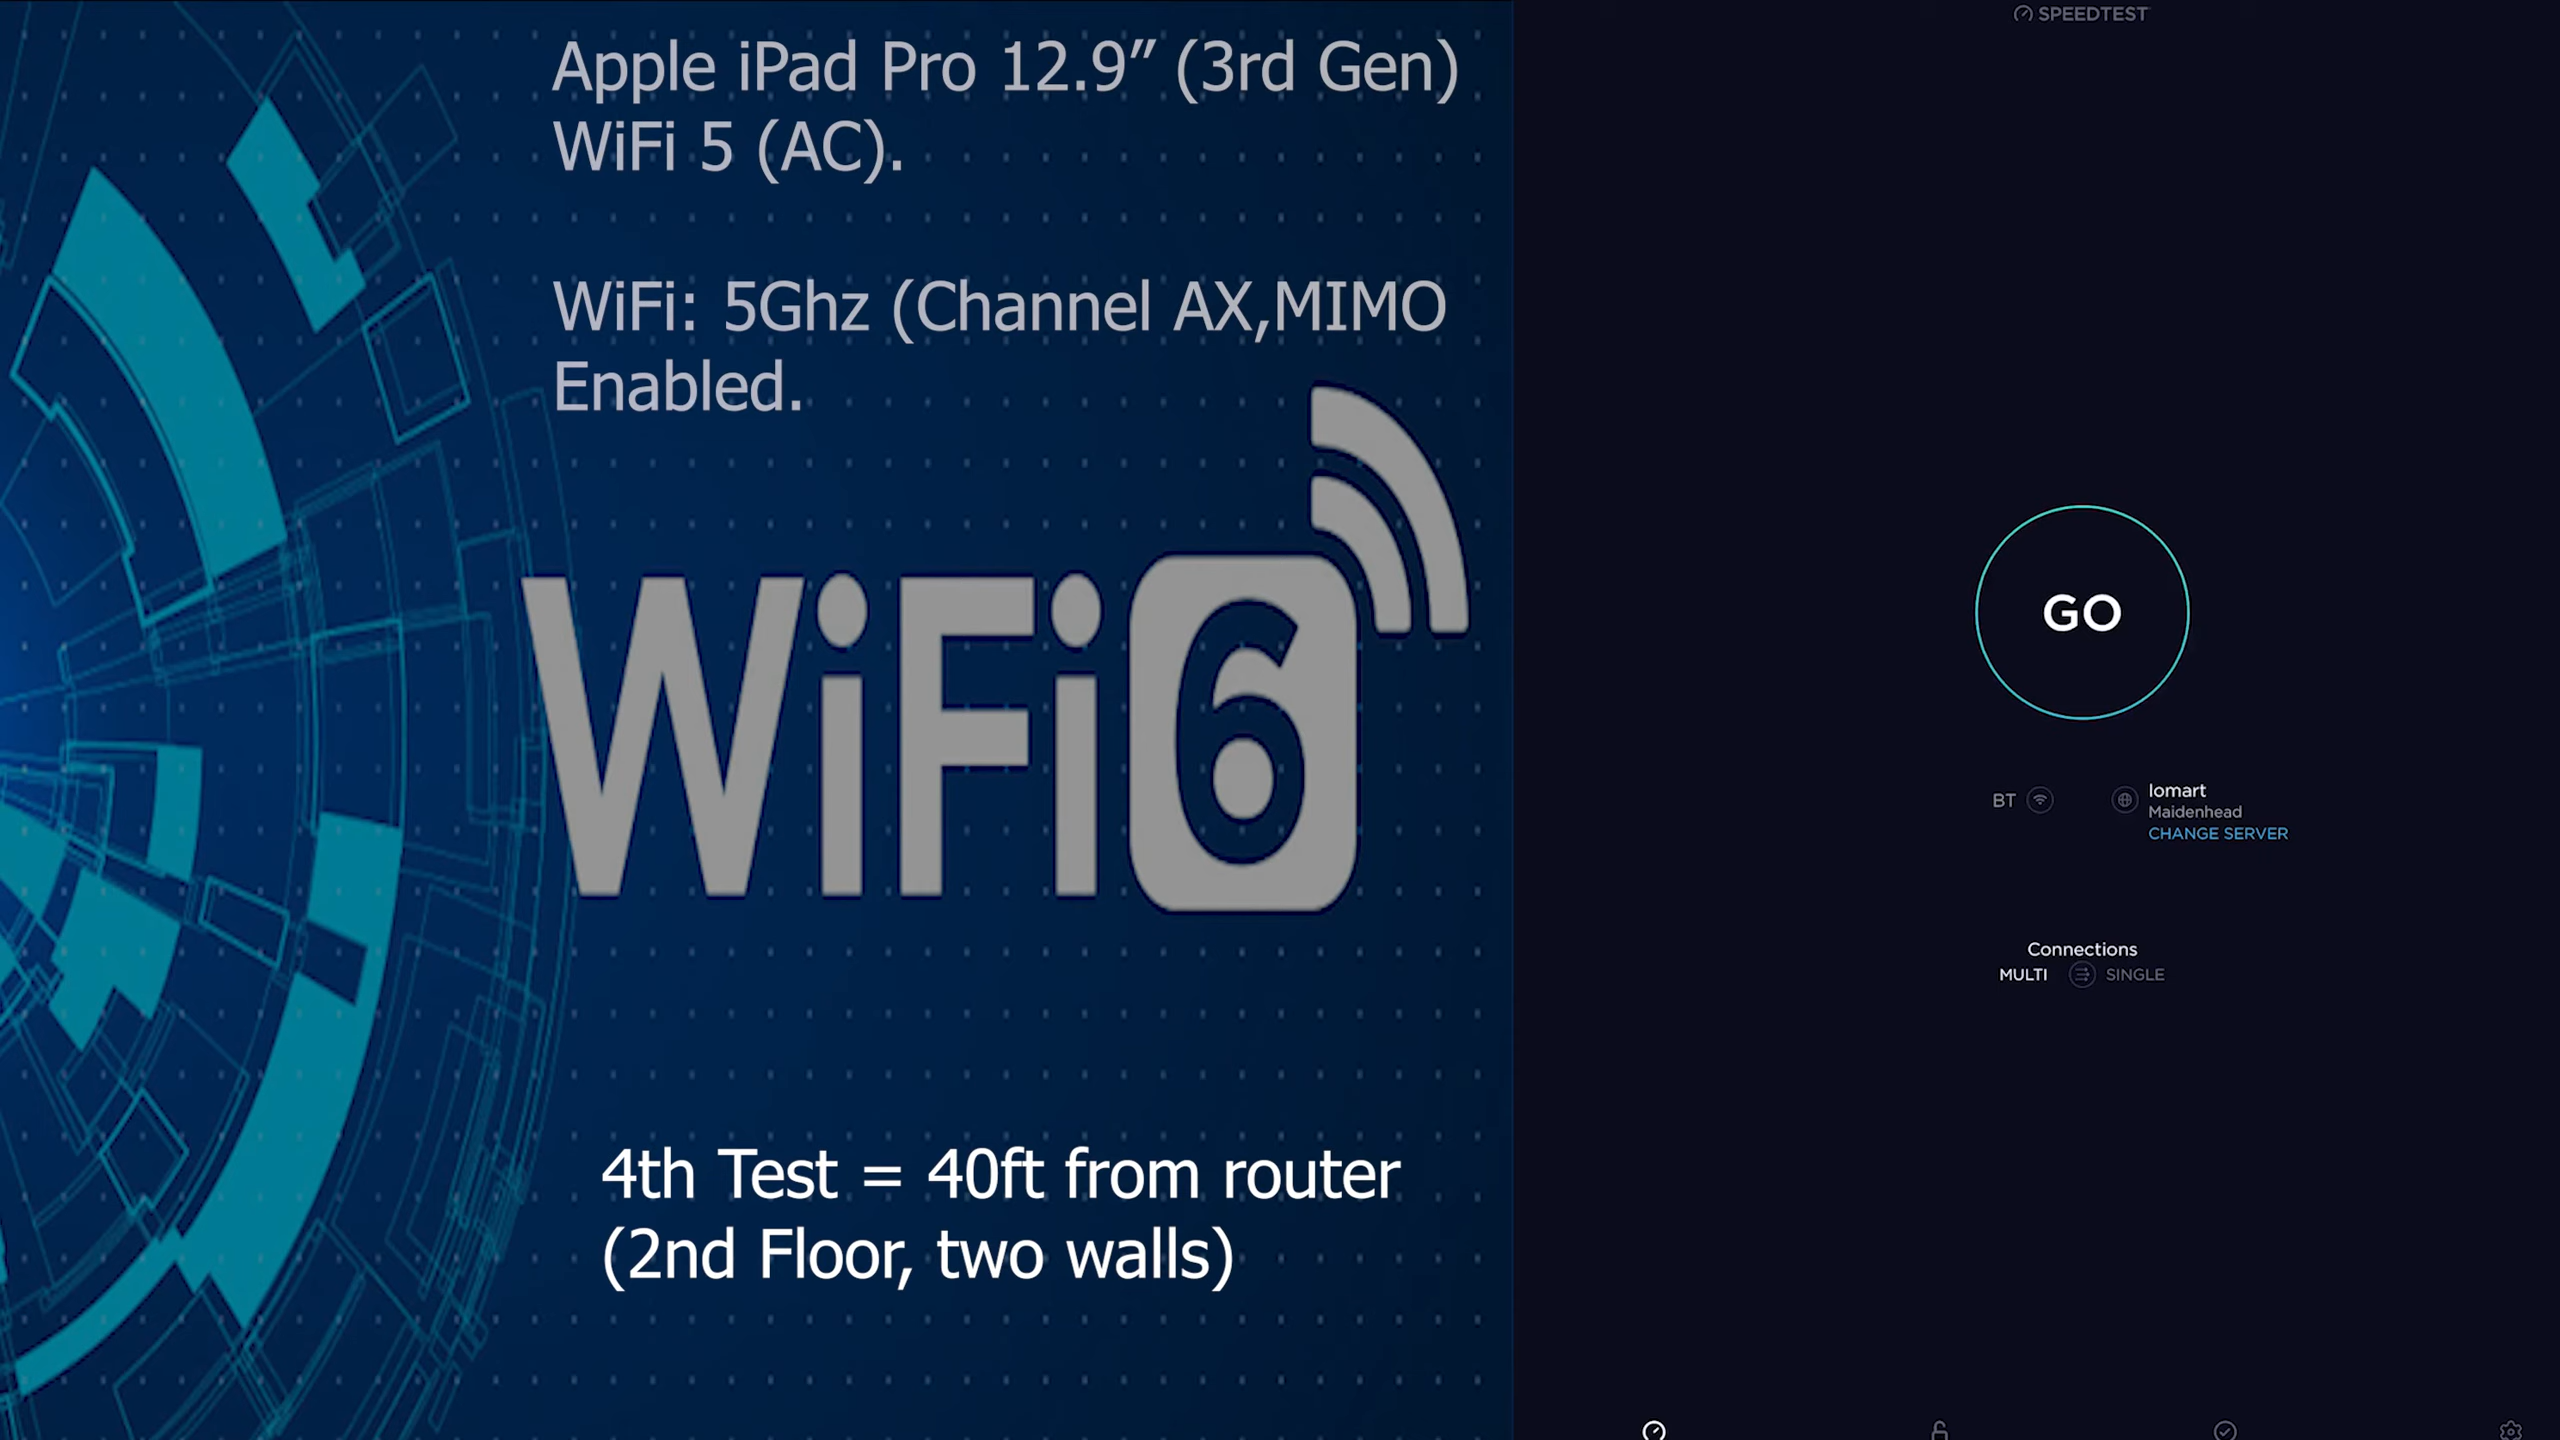 Apple iPad Pro 12.9” (3rd Gen)
WiFi 5 (AC).
WiFi: 5Ghz (Channel AX,MIMO
Enabled.
WiFi6
4th Test = 40ft from router
(2nd Floor, two walls)
SPEEDTEST
GO
BT
Iomart
Maidenhead
CHANGE SERVER
Connections
MULTI SINGLE